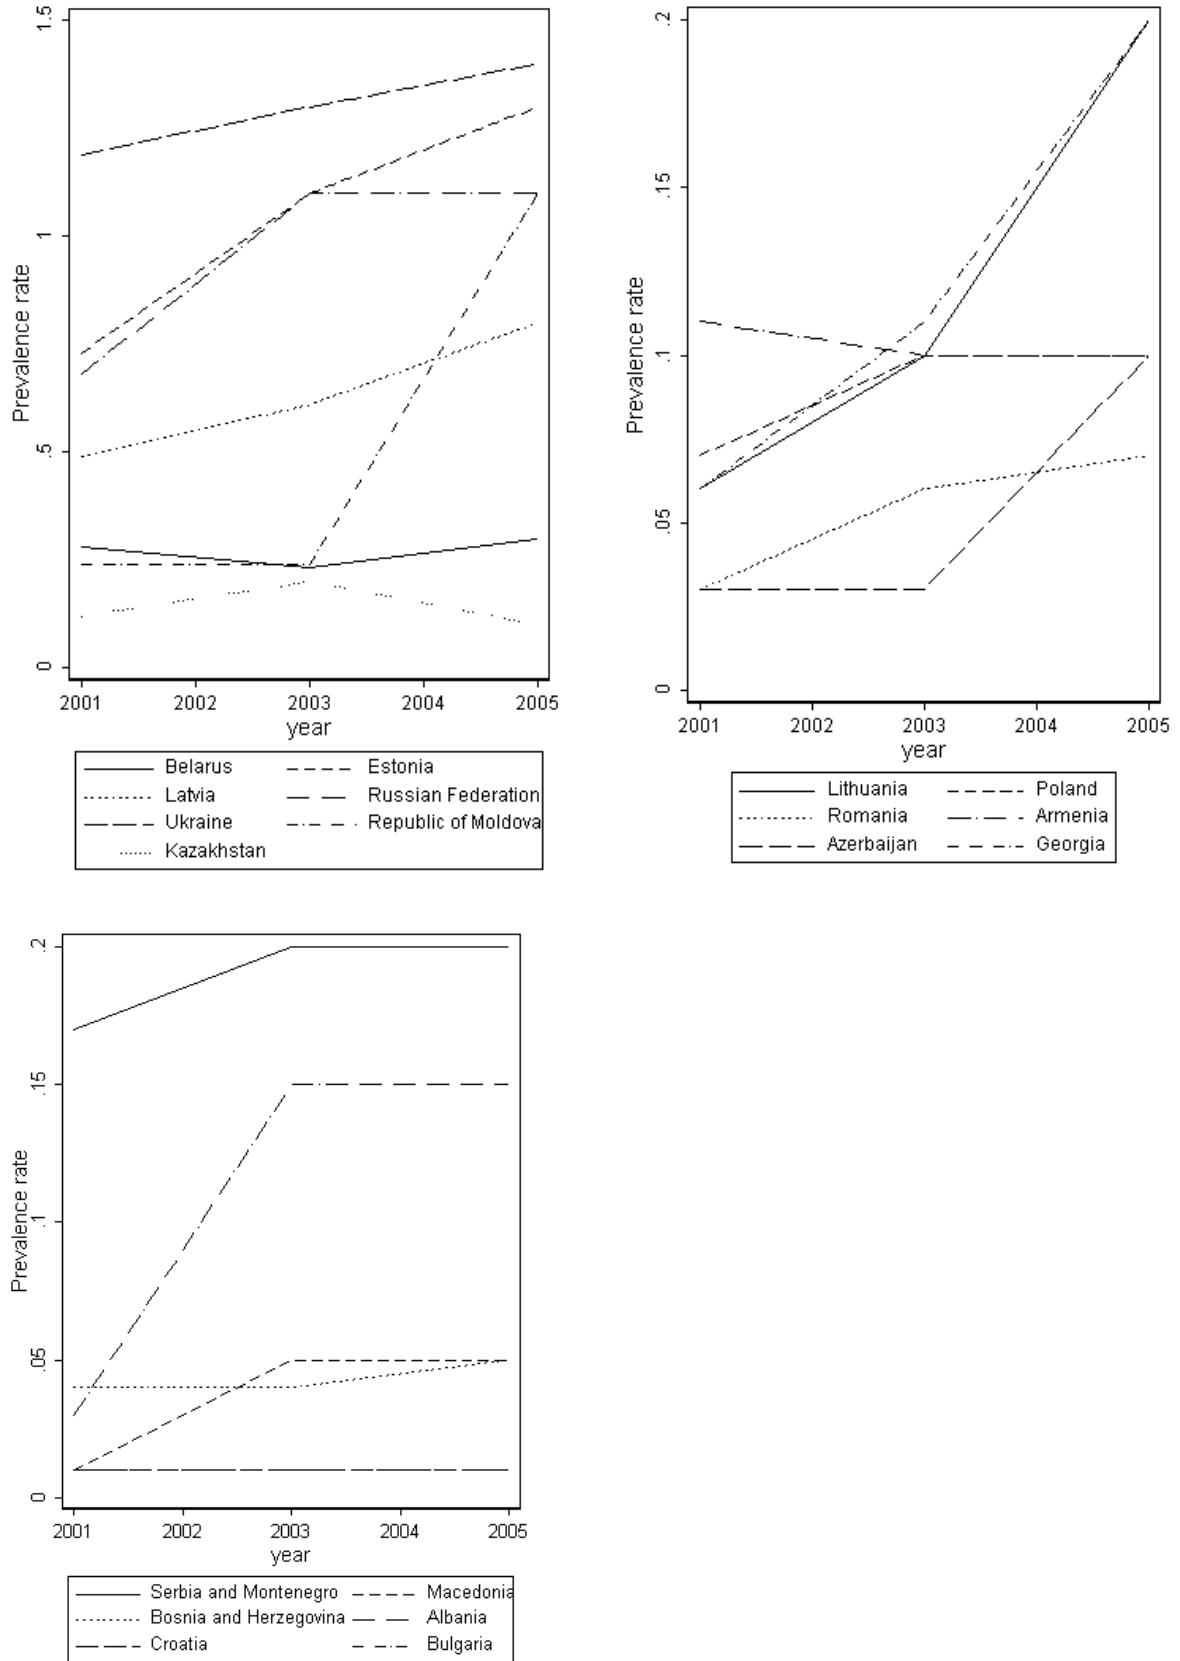 1.5
1
.5
0
Prevalence rate
2001 2002 2003 2004 2005
year
Belarus Estonia
Latvia Russian Federation
Ukraine Republic of Moldova
Kazakhstan
.2
.15
.1
.05
0
Prevalence rate
2001 2002 2003 2004 2005
year
Lithuania Poland
Romania Armenia
Azerbaijan Georgia
.2
.15
.1
.05
0
Prevalence rate
2001 2002 2003 2004 2005
year
Serbia and Montenegro Macedonia
Bosnia and Herzegovina Albania
Croatia Bulgaria